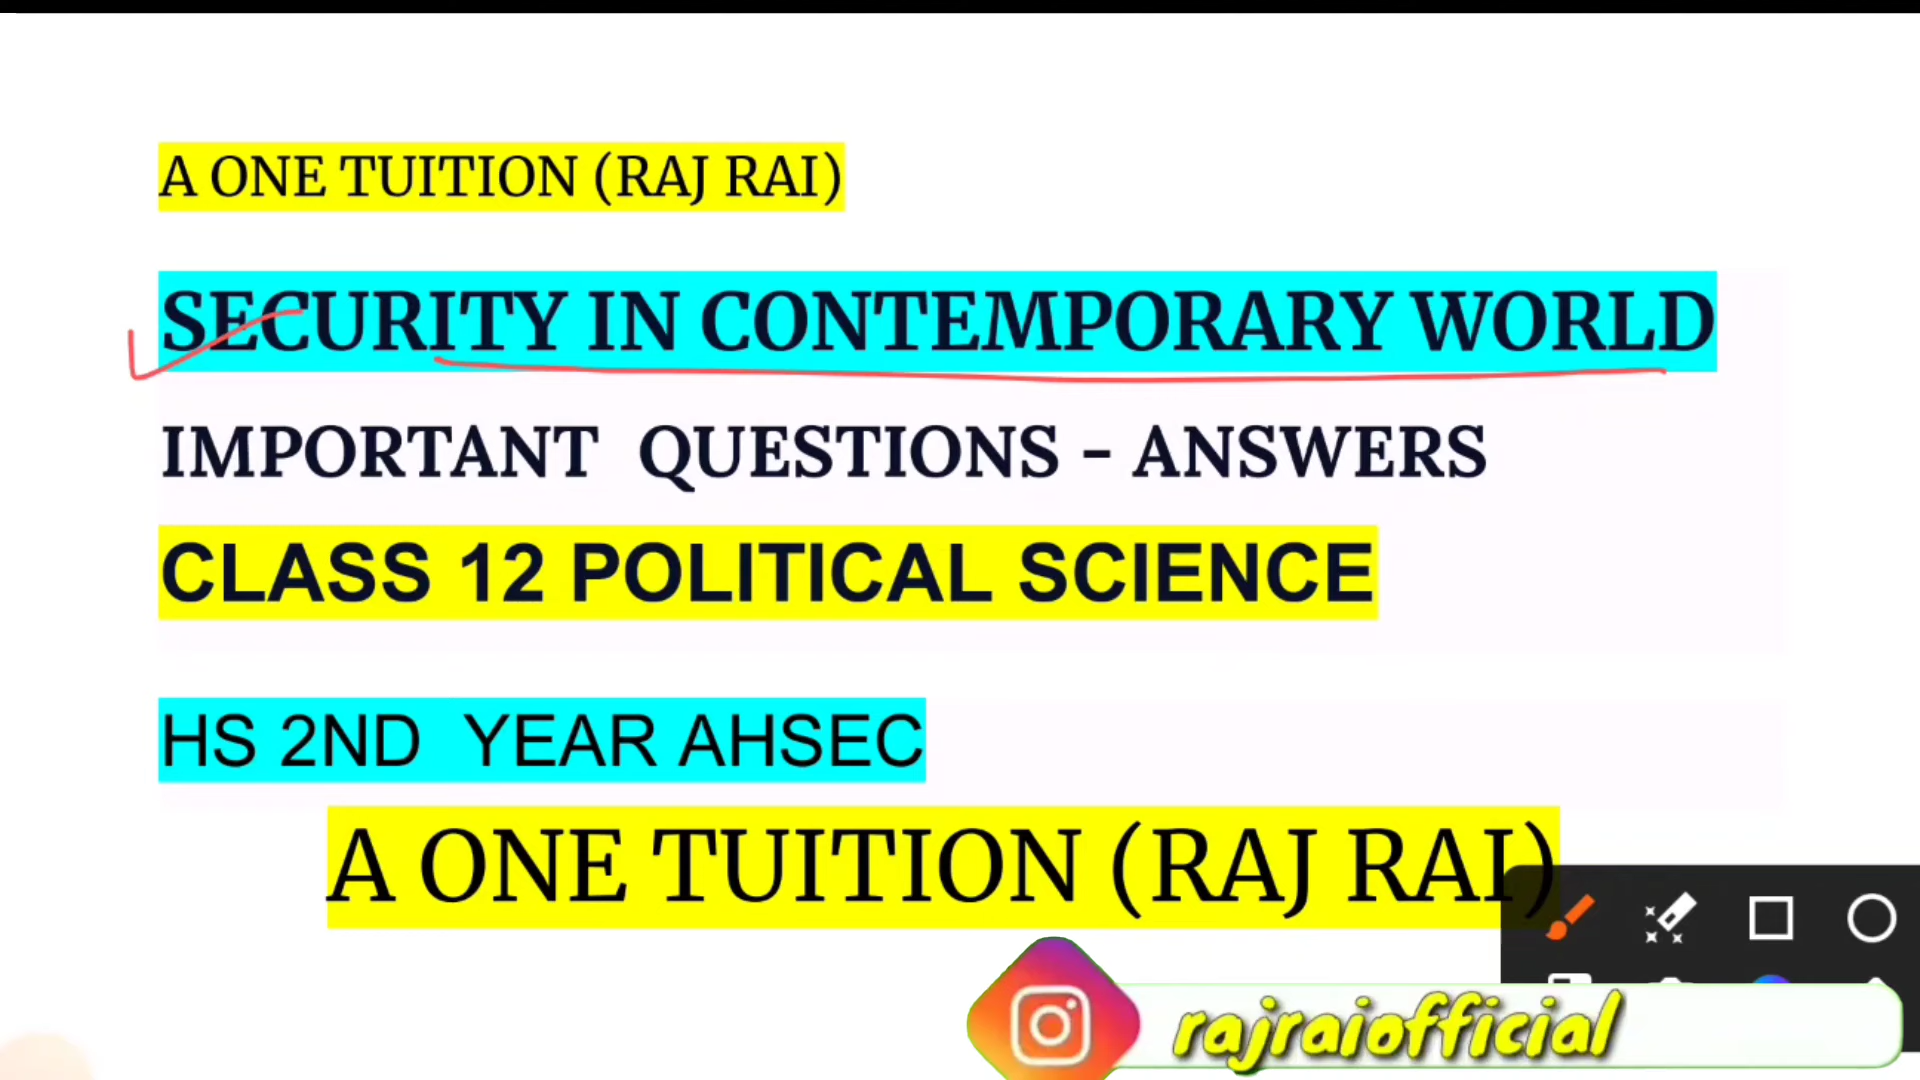 A ONE TUITION (RAJ RAI)
SECURITY IN CONTEMPORARY WORLD
IMPORTANT QUESTIONS - ANSWERS
CLASS 12 POLITICAL SCIENCE
HS 2ND YEAR AHSEC
A ONE TUITION (RAJ RAI)
rajraiofficial